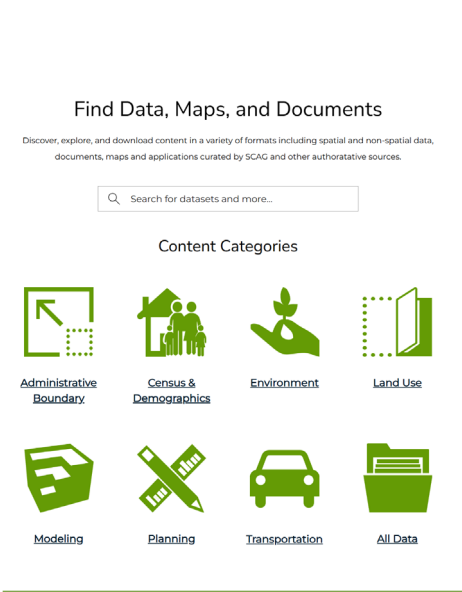 Find Data, Maps, and Documents
Discover, explore, and download content in a variety of formats including spatial and non-spatial data,
documents, maps and applications curated by SCAG and other authoratative sources.
Search for datasets and more...
Content Categories
Administrative
Boundary
Census &
Demographics
Environment
Land Use
Modeling
Planning
Transportation
All Data